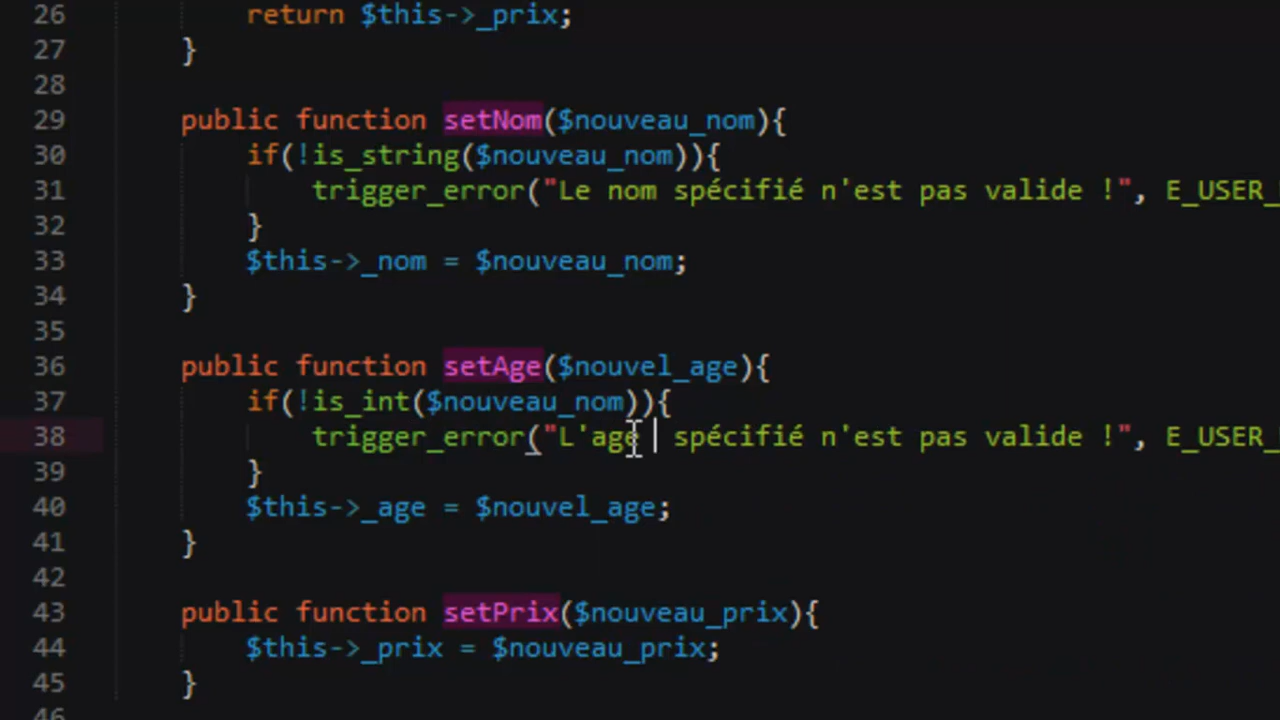 26 return $this->_prix;
27 }
28
29 public function setNom($nouveau_nom){
30 if(!is_string($nouveau_nom)){
31 trigger_error("Le nom spécifié n'est pas valide !", E_USER_
32 }
33 $this->_nom = $nouveau_nom;
34 }
35
36 public function setAge($nouvel_age){
37 if(!is_int($nouveau_nom)){
38 trigger_error("L'age  spécifié n'est pas valide !", E_USER_
39 }
40 $this->_age = $nouvel_age;
41 }
42
43 public function setPrix($nouveau_prix){
44 $this->_prix = $nouveau_prix;
45 }
46